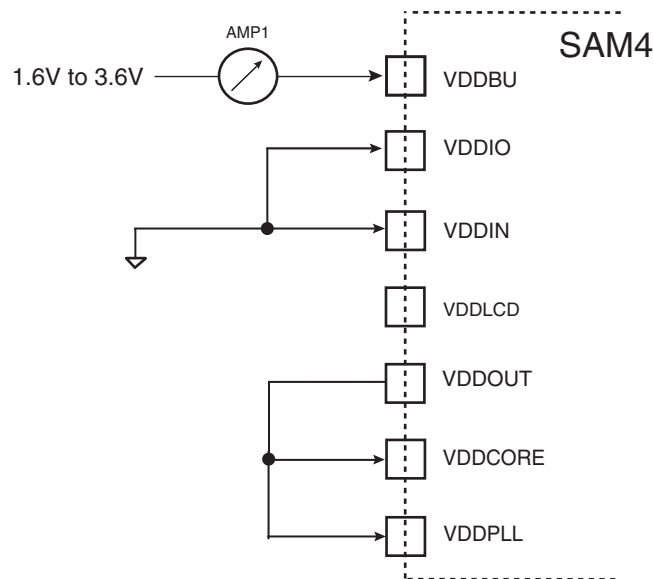 AMP1
SAM4
1.6V to 3.6V
VDDBU
VDDIO
VDDIN
VDDLCD
VDDOUT
VDDCORE
VDDPLL